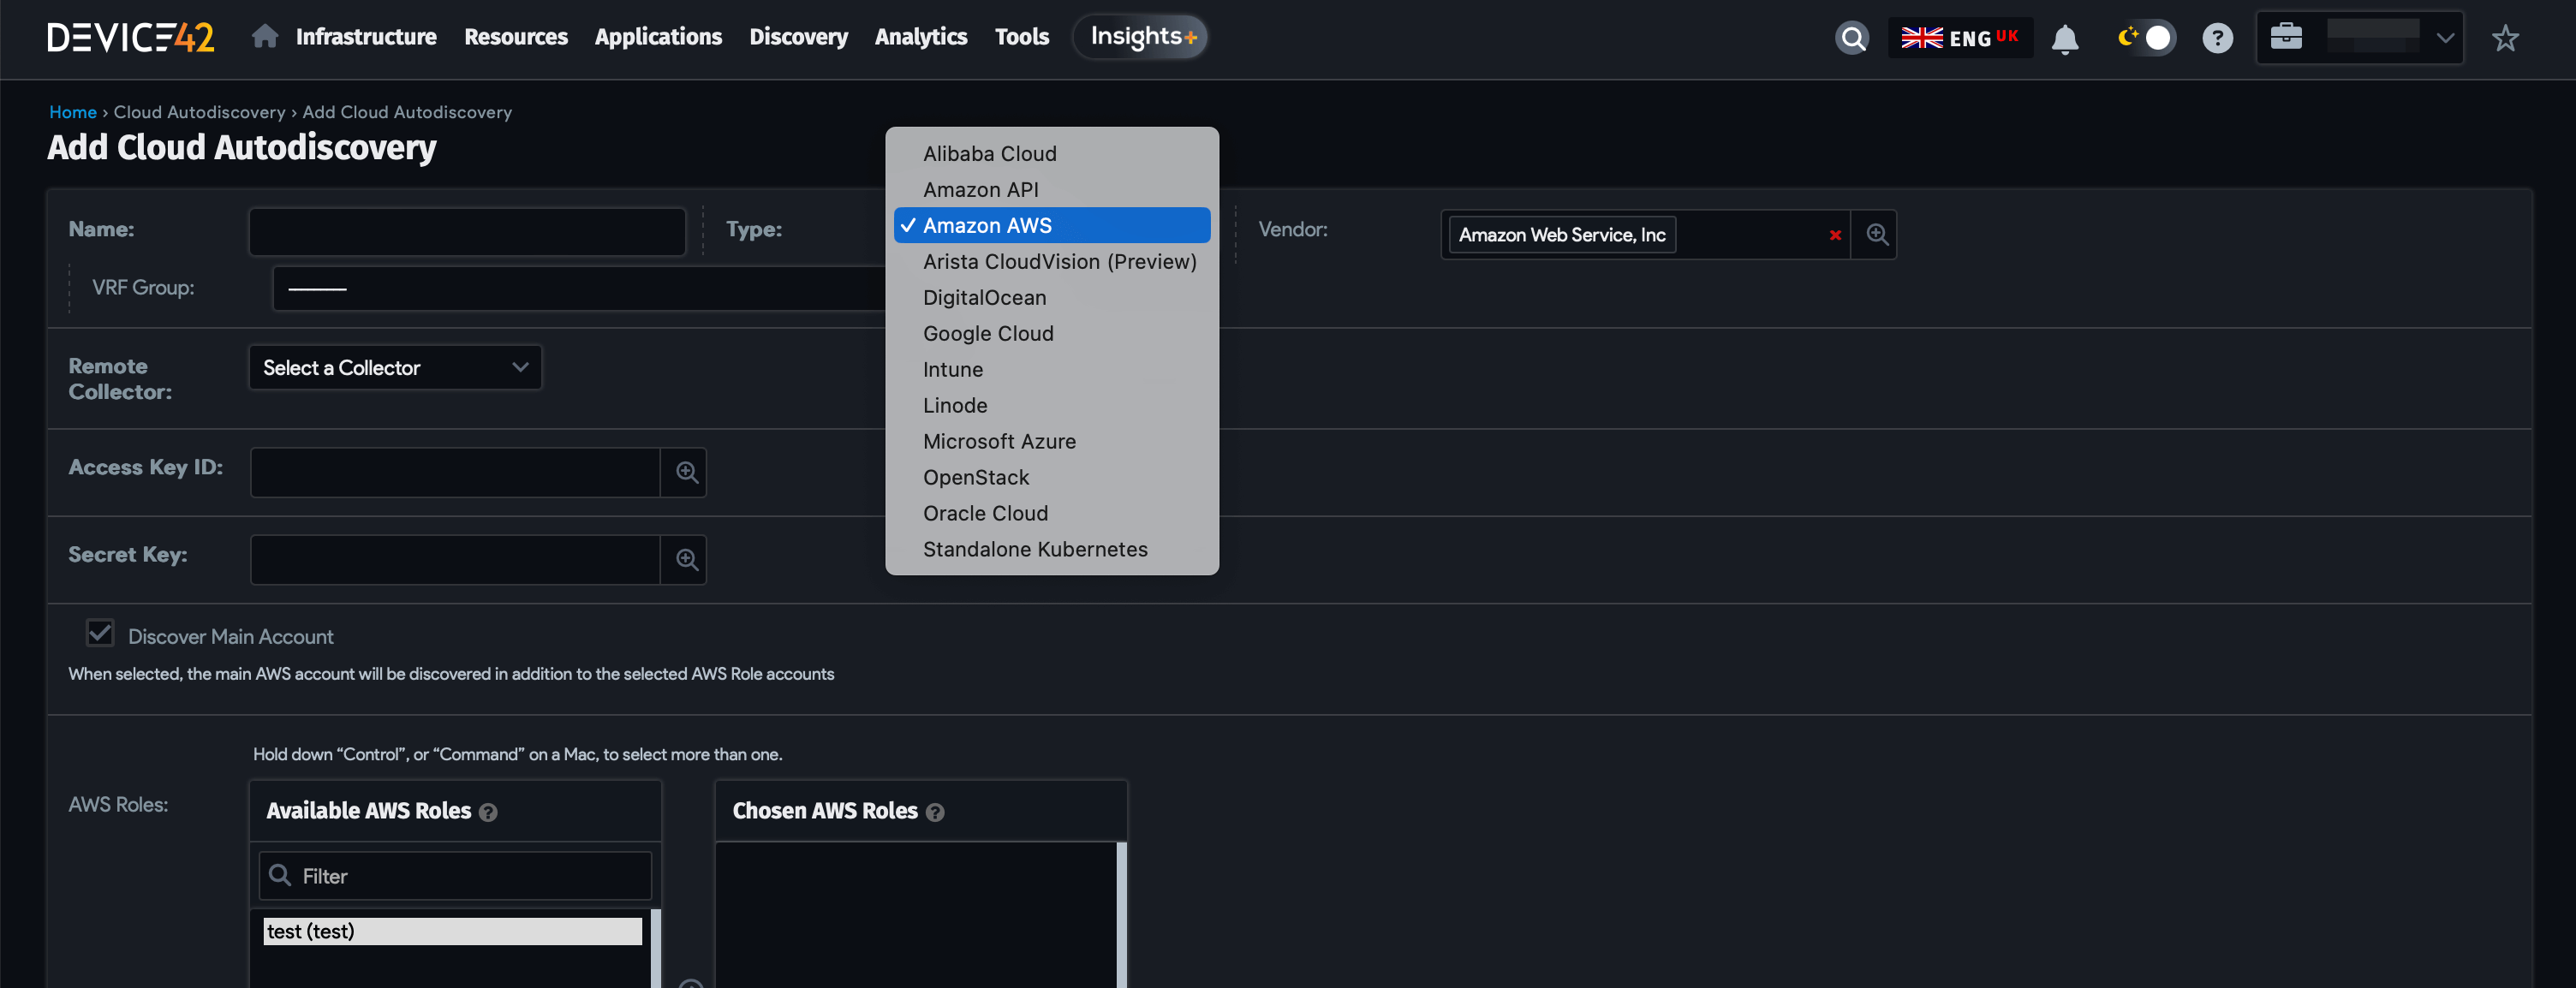 DEVICE42 Infrastructure Resources Applications Discovery Analytics Tools Insights+ ENG UK ?
Home › Cloud Autodiscovery › Add Cloud Autodiscovery
Add Cloud Autodiscovery
Name:
Type:
Alibaba Cloud
Amazon API
✓ Amazon AWS
Arista CloudVision (Preview)
DigitalOcean
Google Cloud
Intune
Linode
Microsoft Azure
OpenStack
Oracle Cloud
Standalone Kubernetes
Vendor:
Amazon Web Service, Inc
VRF Group:
---------
Remote
Collector:
Select a Collector
Access Key ID:
Secret Key:
Discover Main Account
When selected, the main AWS account will be discovered in addition to the selected AWS Role accounts
Hold down “Control”, or “Command” on a Mac, to select more than one.
AWS Roles:
Available AWS Roles ?
Filter
test (test)
Chosen AWS Roles ?